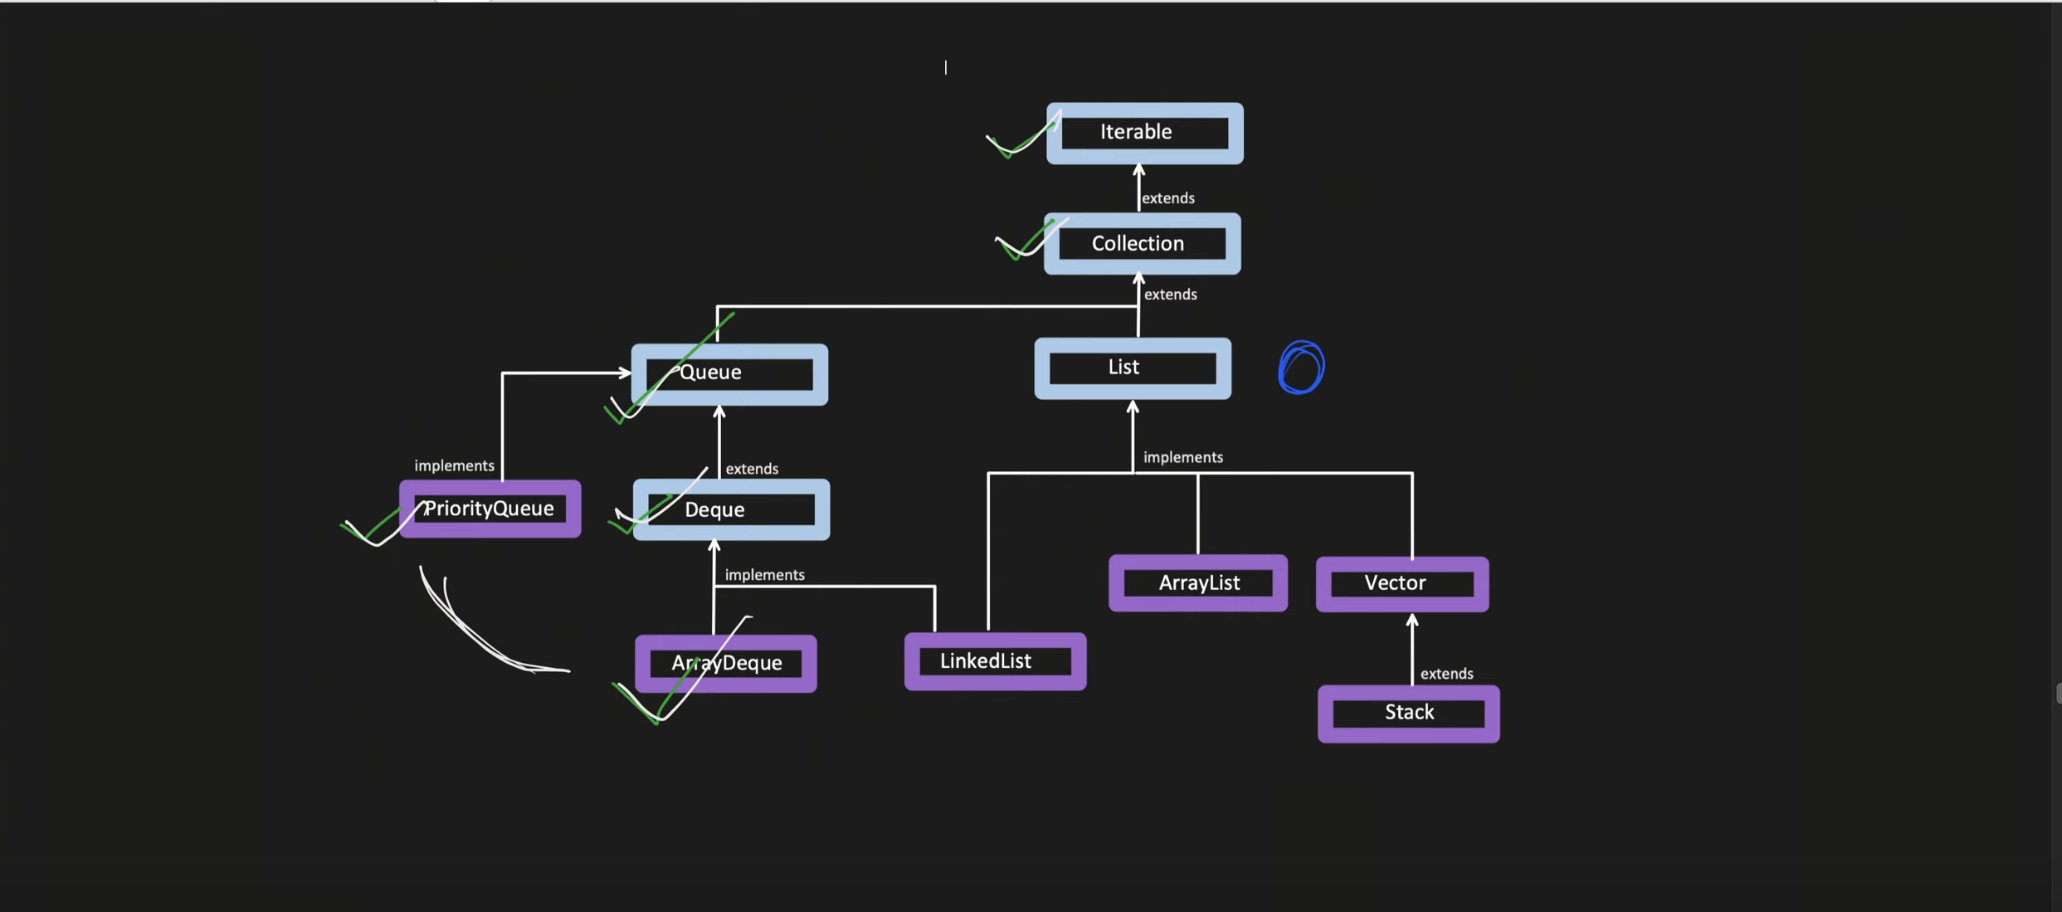 Iterable
extends
Collection
extends
Queue
List
implements
extends
implements
PriorityQueue
Deque
implements
ArrayList
Vector
ArrayDeque
LinkedList
extends
Stack